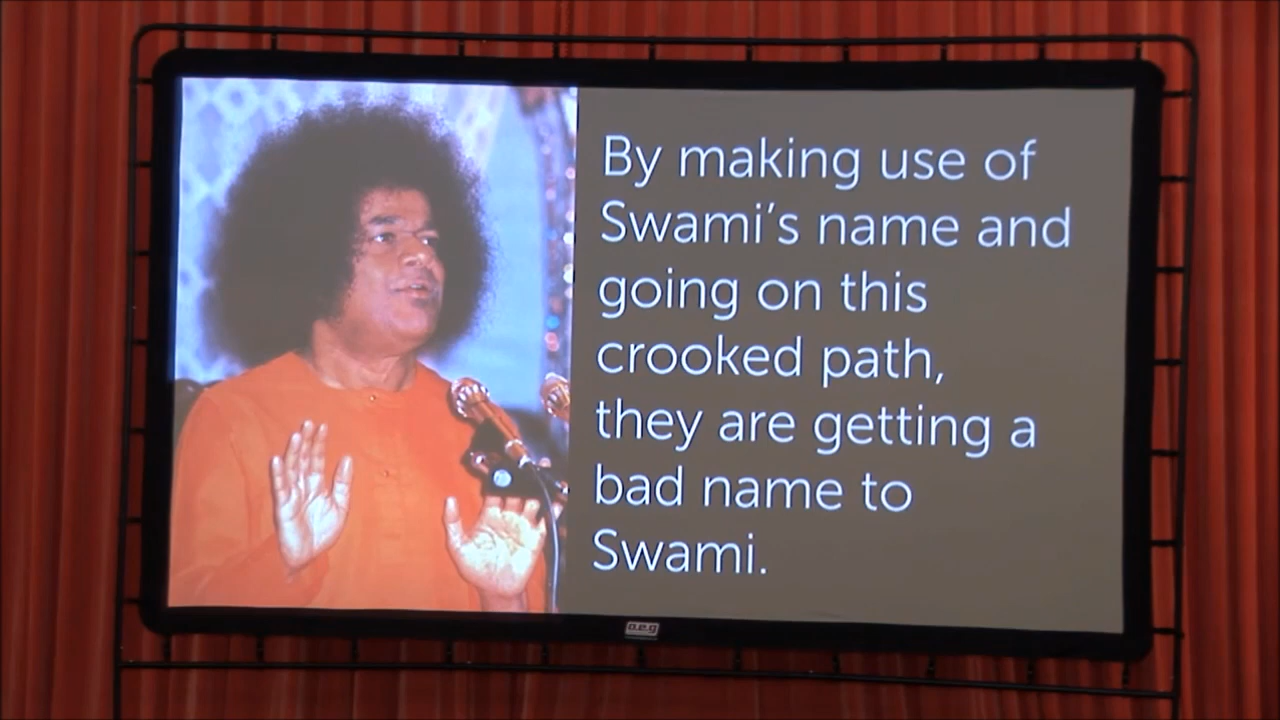 By making use of
Swami's name and
going on this
crooked path,
they are getting a
bad name to
Swami.
a.e.g